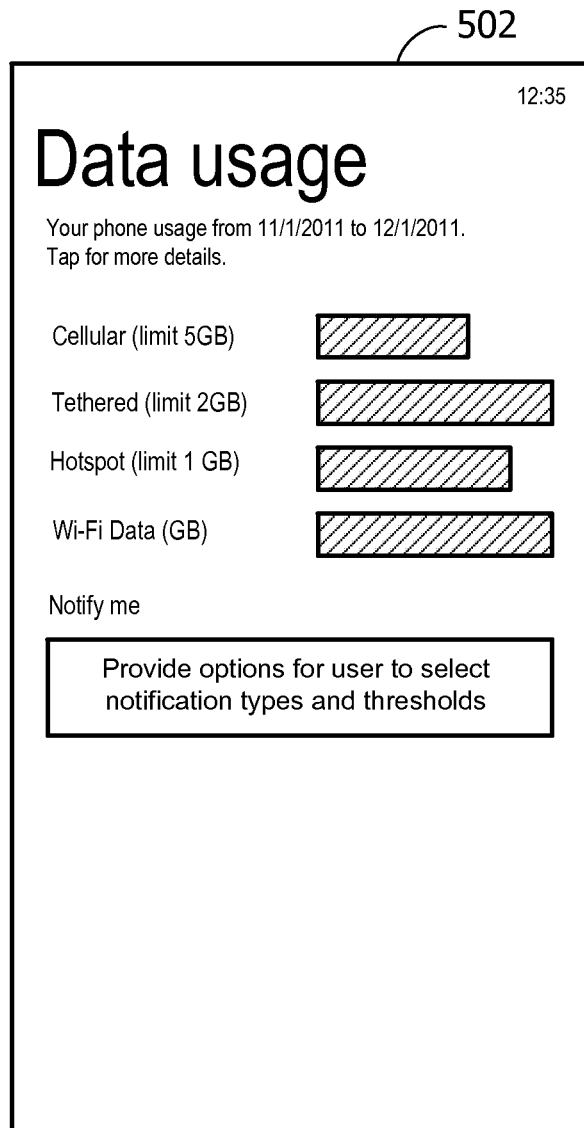 502
12:35
Data usage
Your phone usage from 11/1/2011 to 12/1/2011.
Tap for more details.
Cellular (limit 5GB)
Tethered (limit 2GB)
Hotspot (limit 1 GB)
Wi-Fi Data (GB)
Notify me
Provide options for user to select
notification types and thresholds